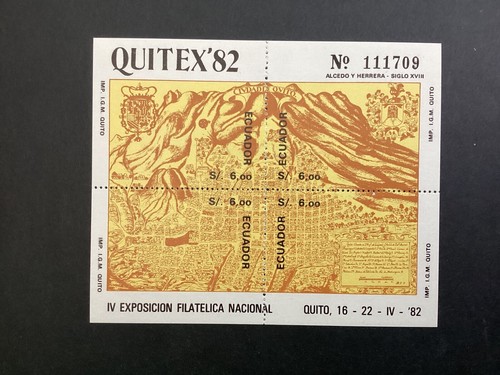 QUITEX'82
Nº 111709
ALCEDO Y HERRERA - SIGLO XVIII
IMP. I.G.M. QUITO
IMP. I.G.M. QUITO
CIVDAD DE QVITO
ECUADOR
S/. 6,00
ECUADOR
S/. 6,00
S/. 6,00
ECUADOR
S/. 6,00
ECUADOR
IMP. I.G.M. QUITO
IMP. I.G.M. QUITO
IV EXPOSICION FILATELICA NACIONAL
QUITO, 16 - 22 - IV - '82